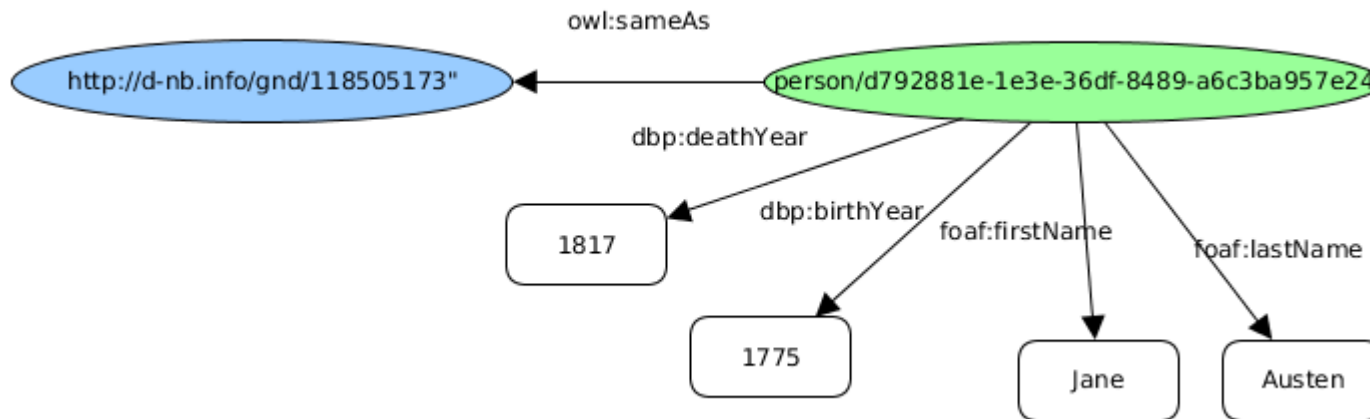 owl:sameAs
http://d-nb.info/gnd/118505173"
person/d792881e-1e3e-36df-8489-a6c3ba957e24
dbp:deathYear
dbp:birthYear
foaf:firstName
foaf:lastName
1817
1775
Jane
Austen